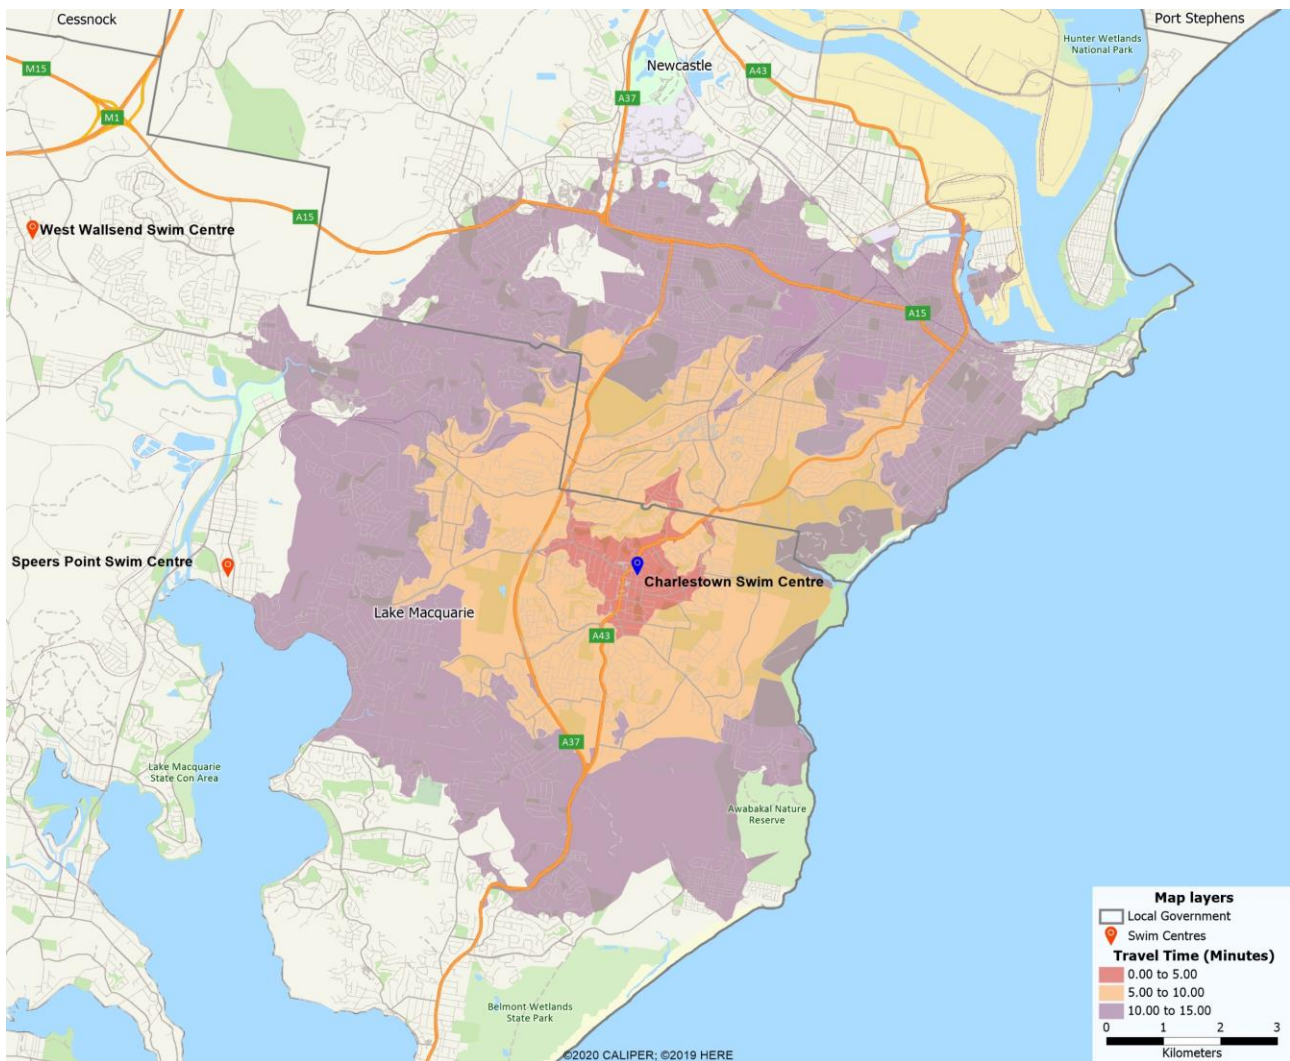 Cessnock
Port Stephens
Hunter Wetlands
National Park
Newcastle
M15
A43
A37
M1
A15
West Wallsend Swim Centre
A15
Speers Point Swim Centre
Charlestown Swim Centre
Lake Macquarie
A43
A37
Lake Macquarie
State Con Area
Awabakal Nature
Reserve
Belmont Wetlands
State Park
Map layers
Local Government
Swim Centres
Travel Time (Minutes)
0.00 to 5.00
5.00 to 10.00
10.00 to 15.00
0 1 2 3
Kilometers
©2020 CALIPER; ©2019 HERE